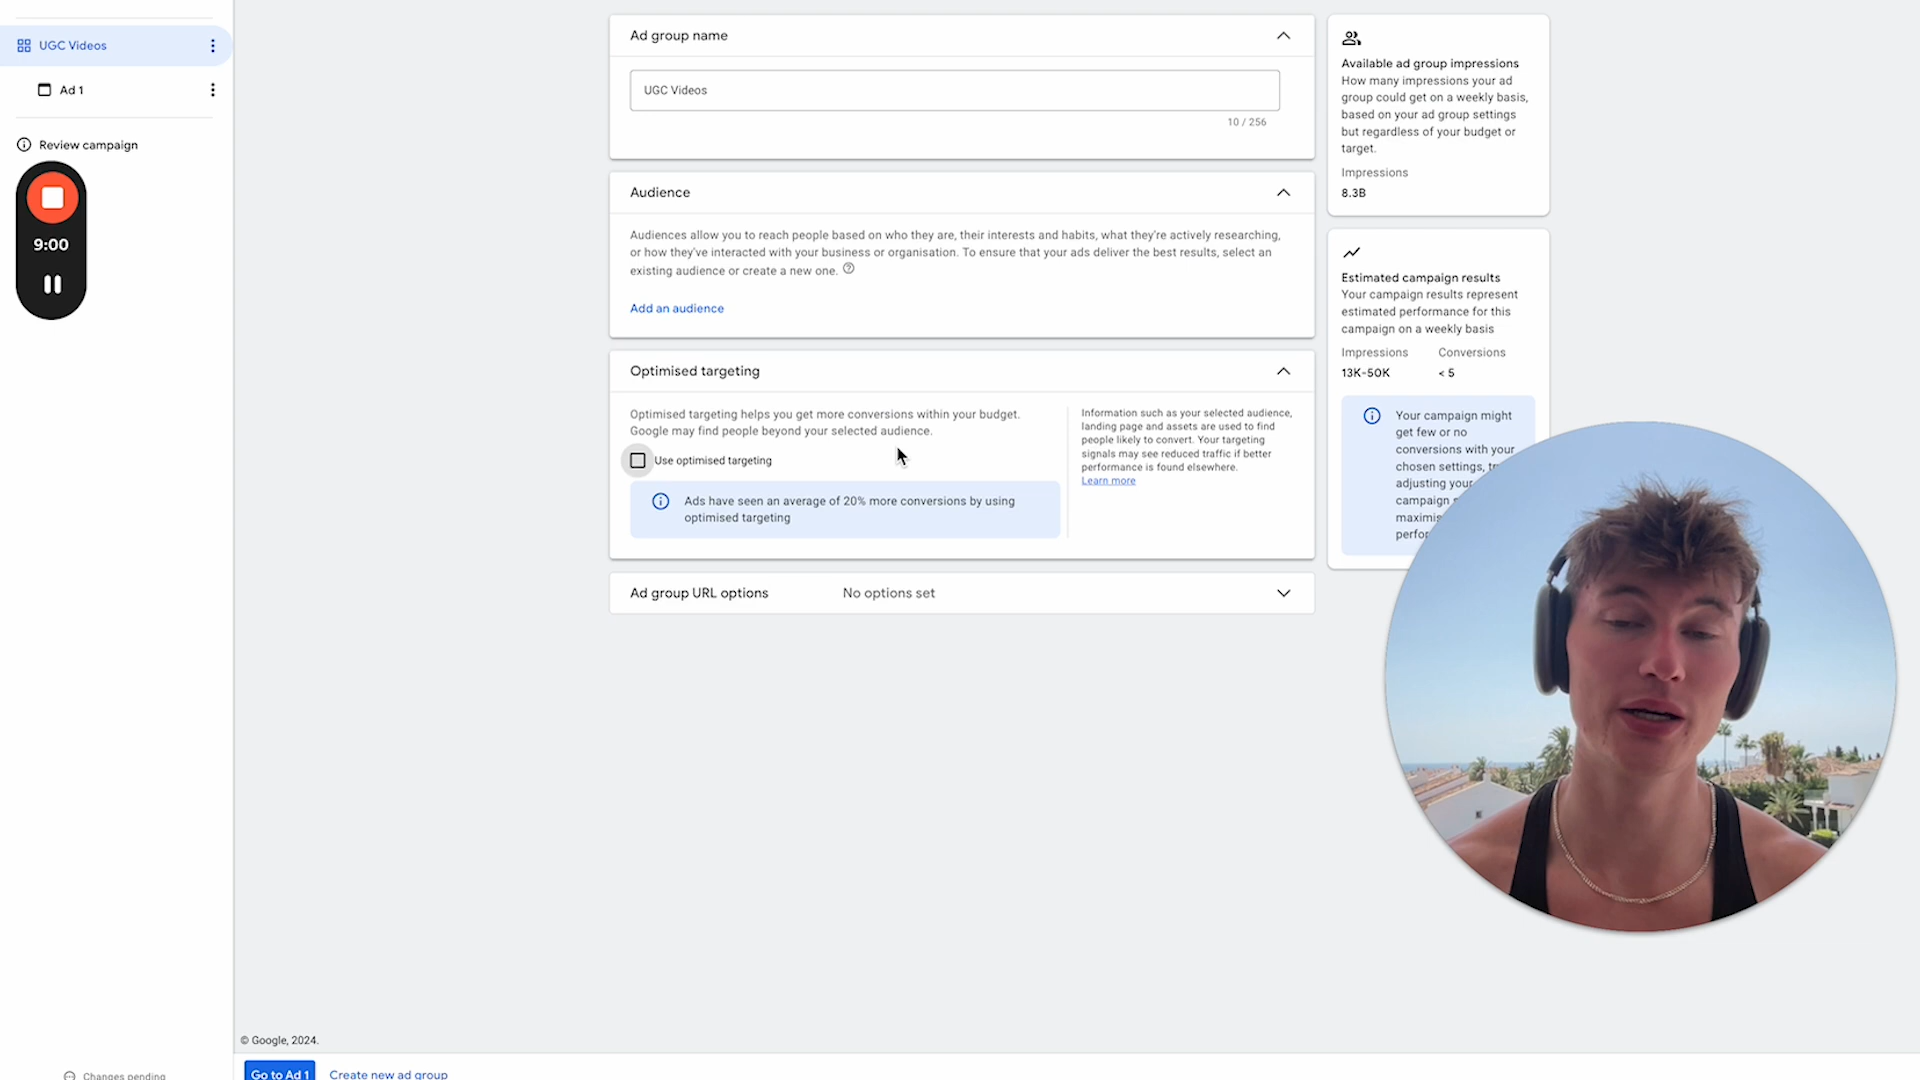 UGC Videos
Ad 1
Review campaign
9:00
Changes pending
Ad group name
UGC Videos
10 / 256
Audience
Audiences allow you to reach people based on who they are, their interests and habits, what they're actively researching,
or how they've interacted with your business or organisation. To ensure that your ads deliver the best results, select an
existing audience or create a new one.
Add an audience
Optimised targeting
Optimised targeting helps you get more conversions within your budget.
Google may find people beyond your selected audience.
Use optimised targeting
Ads have seen an average of 20% more conversions by using
optimised targeting
Information such as your selected audience,
landing page and assets are used to find
people likely to convert. Your targeting
signals may see reduced traffic if better
performance is found elsewhere.
Learn more
Ad group URL options No options set
Available ad group impressions
How many impressions your ad
group could get on a weekly basis,
based on your ad group settings
but regardless of your budget or
target.
Impressions
8.3B
Estimated campaign results
Your campaign results represent
estimated performance for this
campaign on a weekly basis
Impressions Conversions
13K-50K < 5
Your campaign might
get few or no
conversions with your
chosen settings,
adjusting your
campaign
© Google, 2024.
Go to Ad 1 Create new ad group